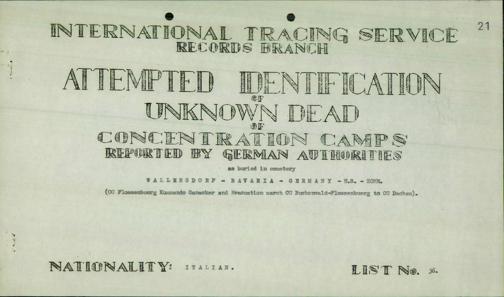 21
INTERNATIONAL TRACING SERVICE
RECORDS BRANCH
ATTEMPTED IDENTIFICATION
OF
UNKNOWN DEAD
OF
CONCENTRATION CAMPS
REPORTED BY GERMAN AUTHORITIES
as buried in cemetery
WALLERSDORF - BAVARIA - GERMANY - U.S. - ZONE.
(CC Flossenbuerg Kommando Ganacker and Evacuation march CC Buchenwald-Flossenbuerg to CC Dachau).
NATIONALITY: ITALIAN.
LIST No. 36.